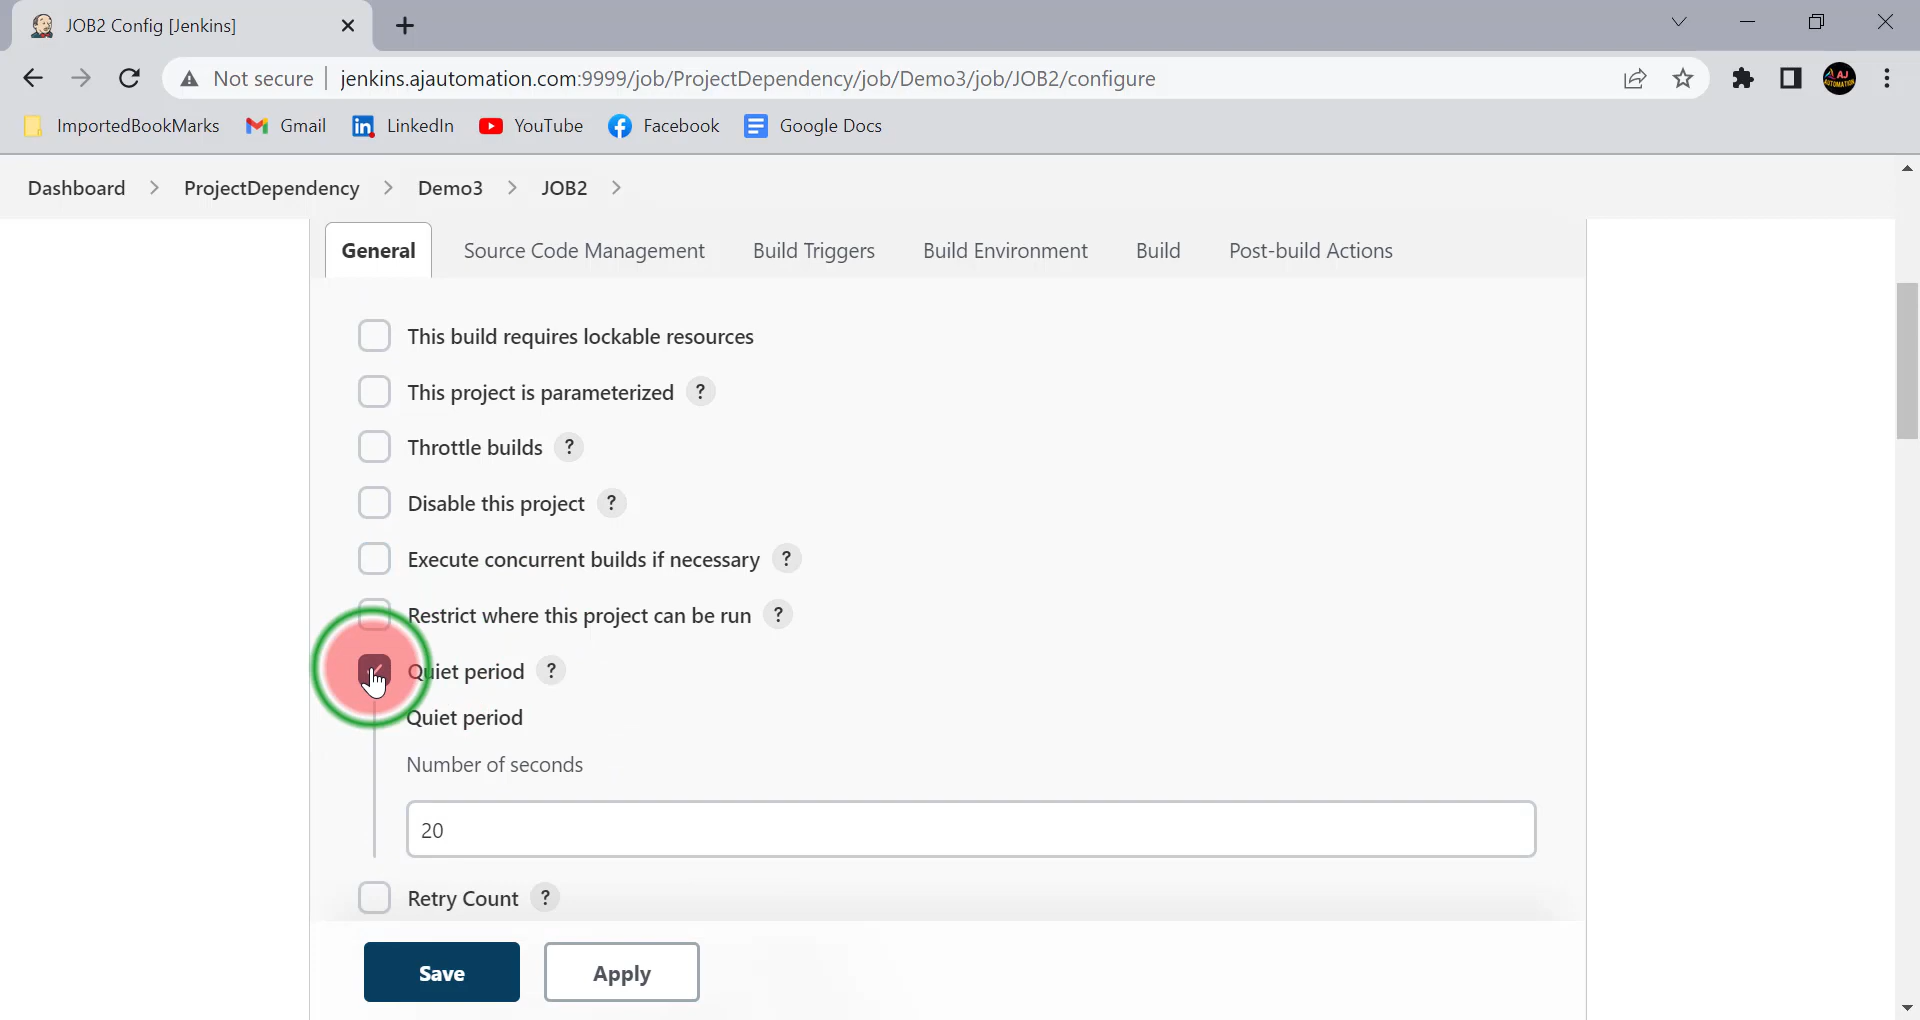 JOB2 Config [Jenkins]
Not secure | jenkins.ajautomation.com:9999/job/ProjectDependency/job/Demo3/job/JOB2/configure
AJ
AUTOMATION
ImportedBookMarks Gmail LinkedIn YouTube Facebook Google Docs
Dashboard > ProjectDependency > Demo3 > JOB2 >
General Source Code Management Build Triggers Build Environment Build Post-build Actions
This build requires lockable resources
This project is parameterized ?
Throttle builds ?
Disable this project ?
Execute concurrent builds if necessary ?
Restrict where this project can be run ?
Quiet period ?
Quiet period
Number of seconds
20
Retry Count ?
Save Apply